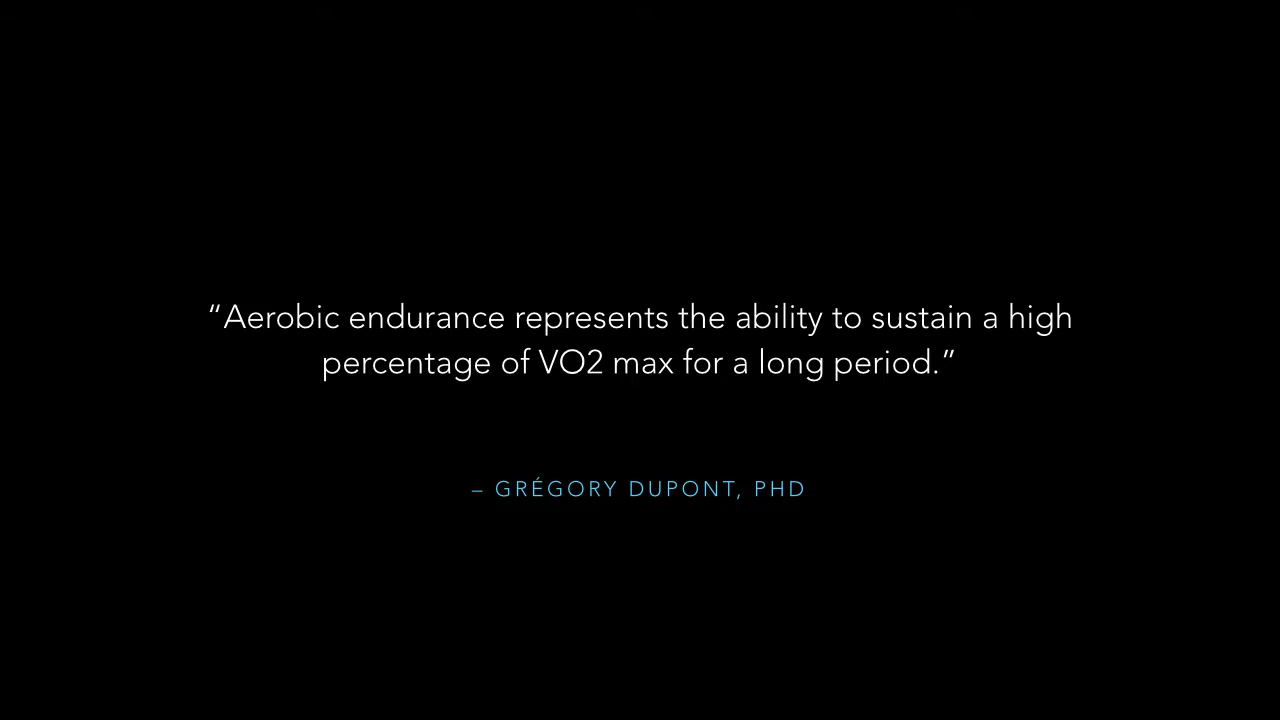 “Aerobic endurance represents the ability to sustain a high
percentage of VO2 max for a long period.”
– GRÉGORY DUPONT, PHD